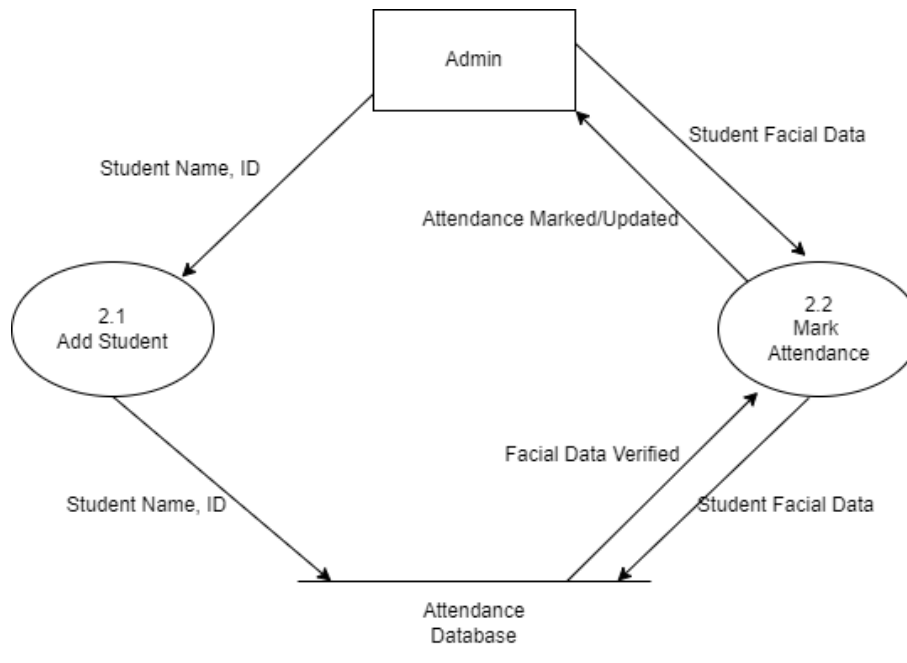 Admin
Student Facial Data
Student Name, ID
Attendance Marked/Updated
2.1
Add Student
2.2
Mark
Attendance
Facial Data Verified
Student Name, ID
Student Facial Data
Attendance
Database